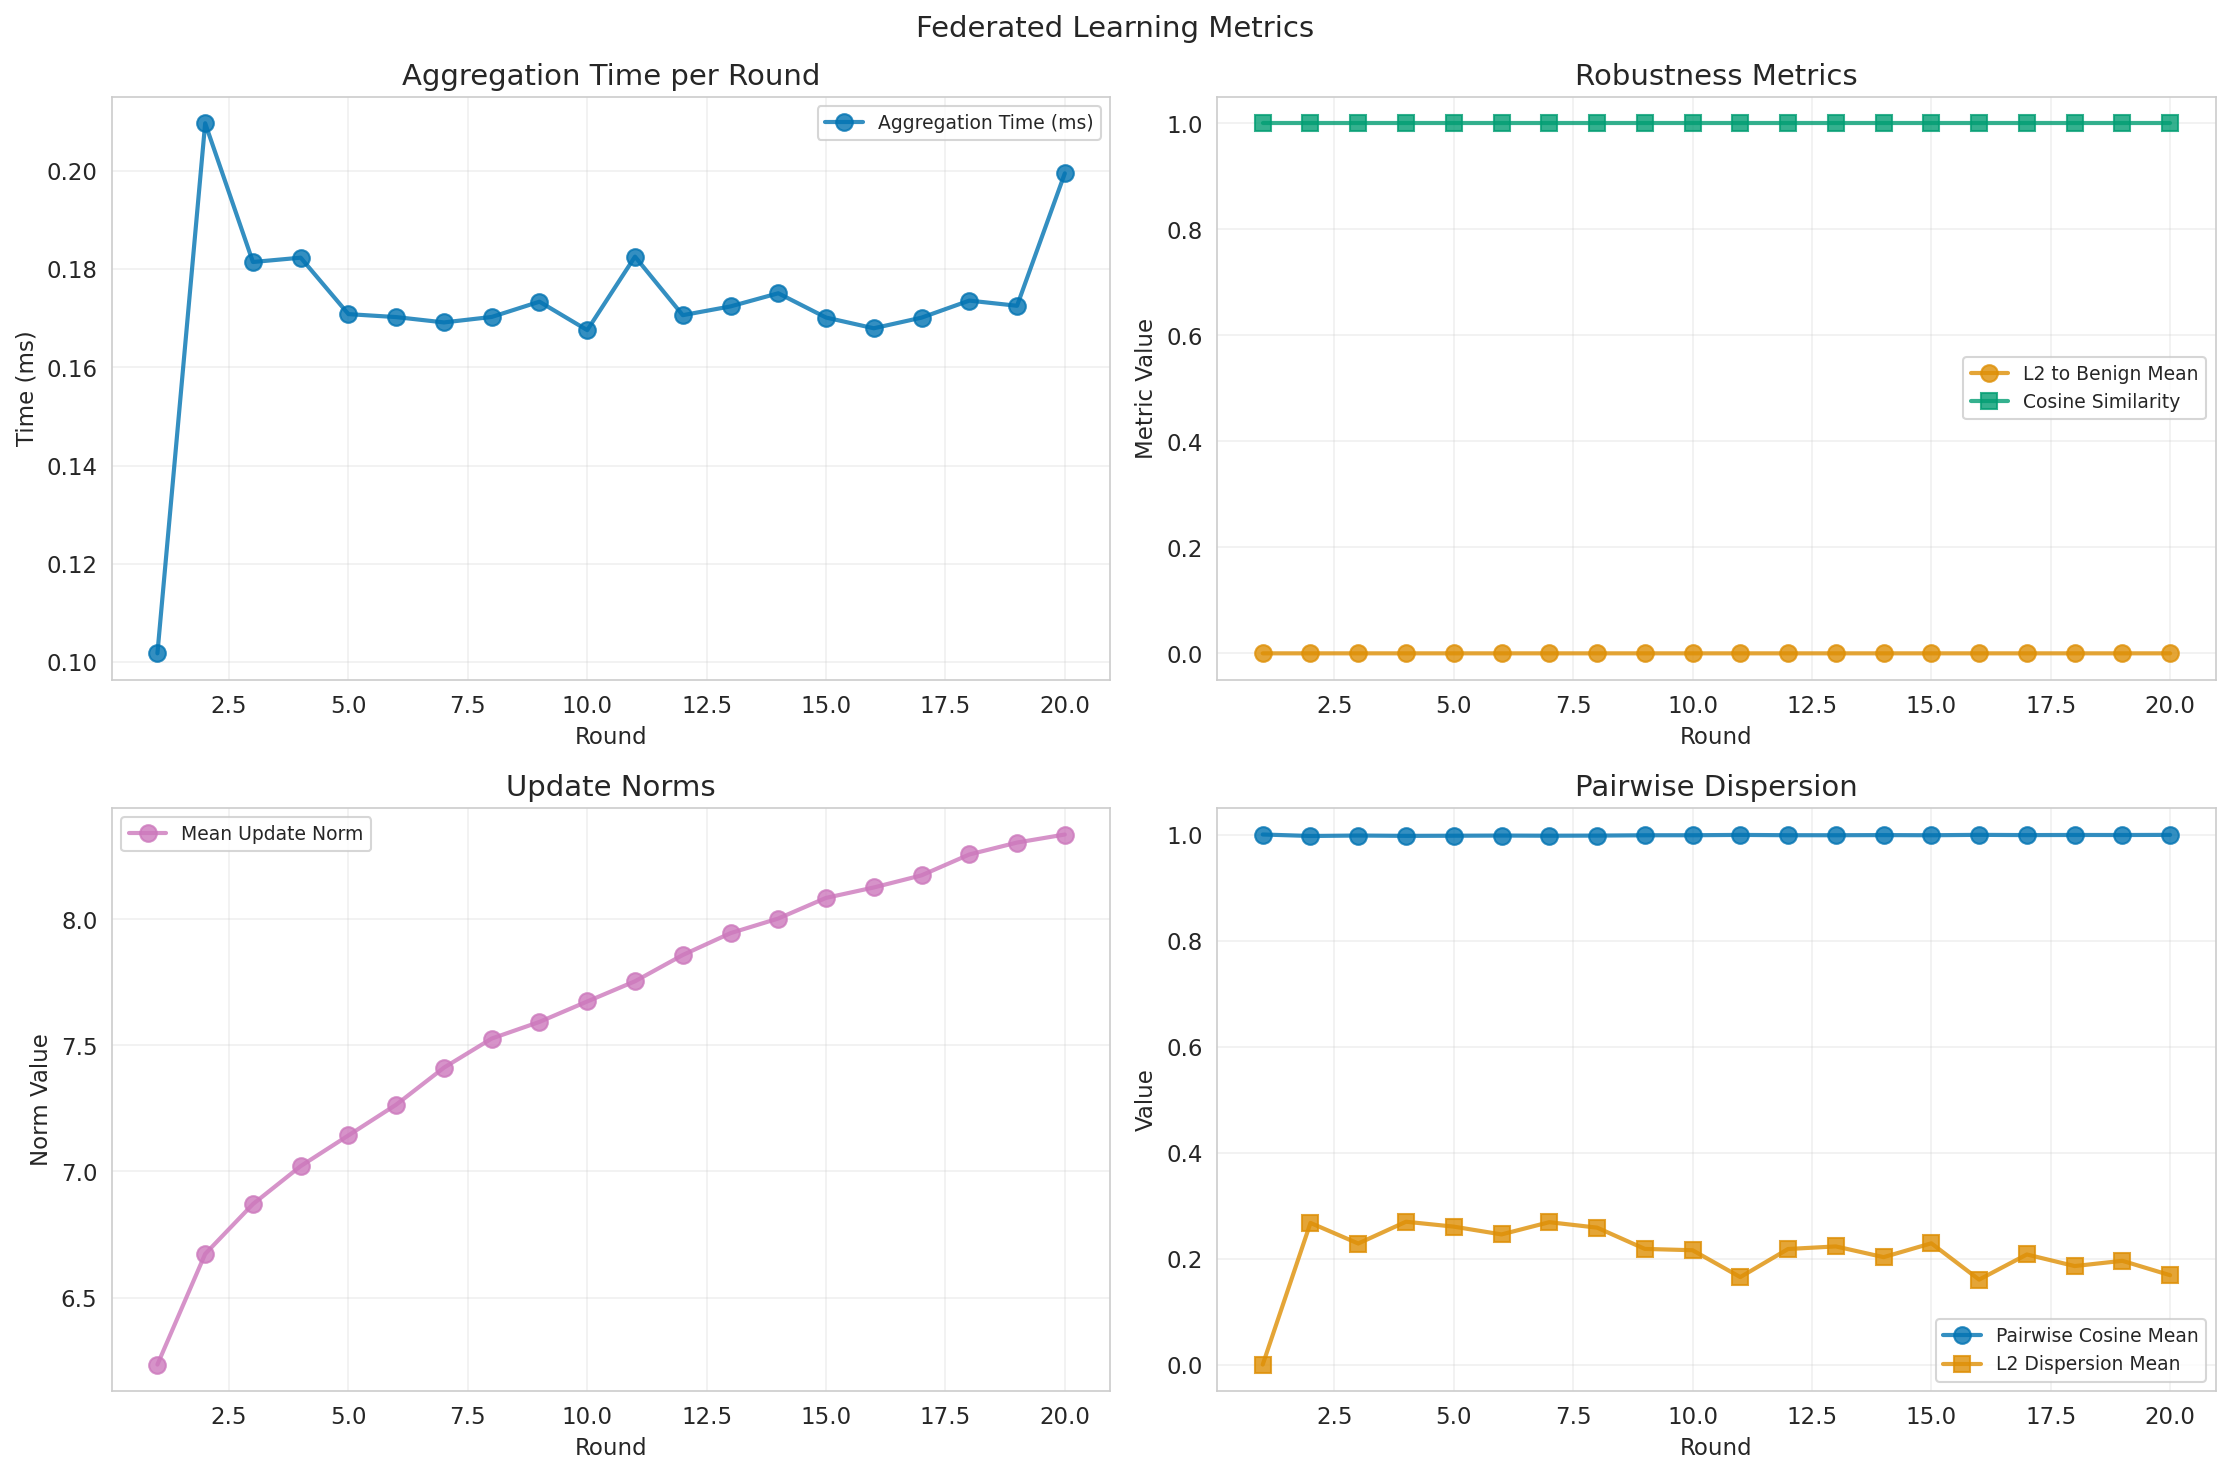 Federated Learning Metrics
Aggregation Time per Round
Aggregation Time (ms)
Time (ms)
0.20
0.18
0.16
0.14
0.12
0.10
2.5 5.0 7.5 10.0 12.5 15.0 17.5 20.0
Round
Robustness Metrics
Metric Value
1.0
0.8
0.6
0.4
0.2
0.0
L2 to Benign Mean
Cosine Similarity
2.5 5.0 7.5 10.0 12.5 15.0 17.5 20.0
Round
Update Norms
Mean Update Norm
Norm Value
8.0
7.5
7.0
6.5
2.5 5.0 7.5 10.0 12.5 15.0 17.5 20.0
Round
Pairwise Dispersion
Value
1.0
0.8
0.6
0.4
0.2
0.0
Pairwise Cosine Mean
L2 Dispersion Mean
2.5 5.0 7.5 10.0 12.5 15.0 17.5 20.0
Round